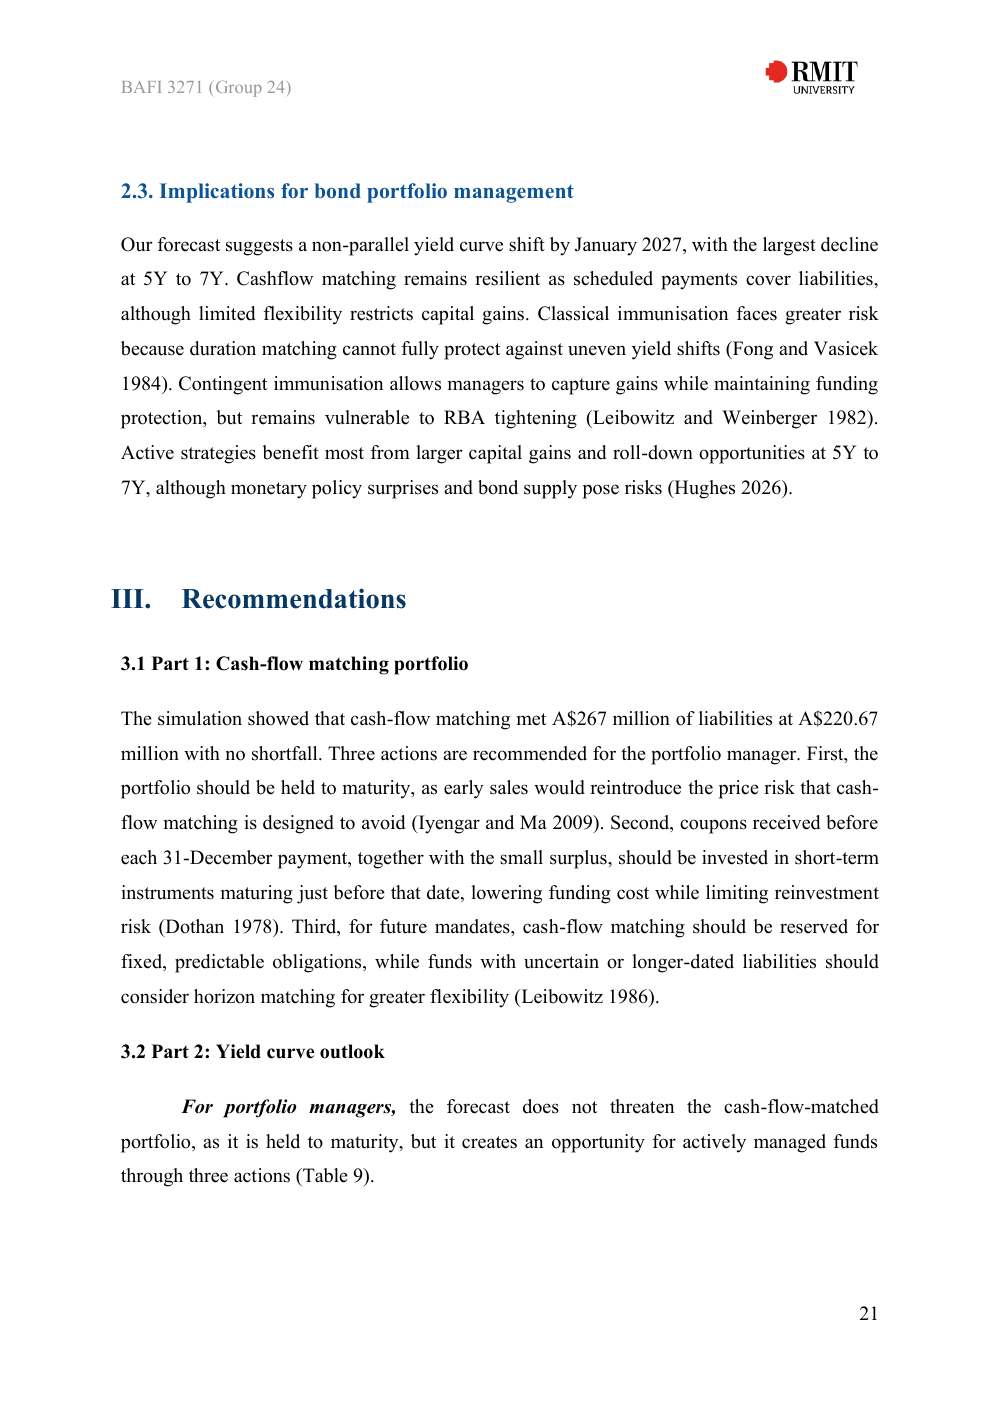 BAFI 3271 (Group 24)
RMIT
UNIVERSITY
2.3. Implications for bond portfolio management
Our forecast suggests a non-parallel yield curve shift by January 2027, with the largest decline
at 5Y to 7Y. Cashflow matching remains resilient as scheduled payments cover liabilities,
although limited flexibility restricts capital gains. Classical immunisation faces greater risk
because duration matching cannot fully protect against uneven yield shifts (Fong and Vasicek
1984). Contingent immunisation allows managers to capture gains while maintaining funding
protection, but remains vulnerable to RBA tightening (Leibowitz and Weinberger 1982).
Active strategies benefit most from larger capital gains and roll-down opportunities at 5Y to
7Y, although monetary policy surprises and bond supply pose risks (Hughes 2026).
III. Recommendations
3.1 Part 1: Cash-flow matching portfolio
The simulation showed that cash-flow matching met A$267 million of liabilities at A$220.67
million with no shortfall. Three actions are recommended for the portfolio manager. First, the
portfolio should be held to maturity, as early sales would reintroduce the price risk that cash-
flow matching is designed to avoid (Iyengar and Ma 2009). Second, coupons received before
each 31-December payment, together with the small surplus, should be invested in short-term
instruments maturing just before that date, lowering funding cost while limiting reinvestment
risk (Dothan 1978). Third, for future mandates, cash-flow matching should be reserved for
fixed, predictable obligations, while funds with uncertain or longer-dated liabilities should
consider horizon matching for greater flexibility (Leibowitz 1986).
3.2 Part 2: Yield curve outlook
For portfolio managers, the forecast does not threaten the cash-flow-matched
portfolio, as it is held to maturity, but it creates an opportunity for actively managed funds
through three actions (Table 9).
21